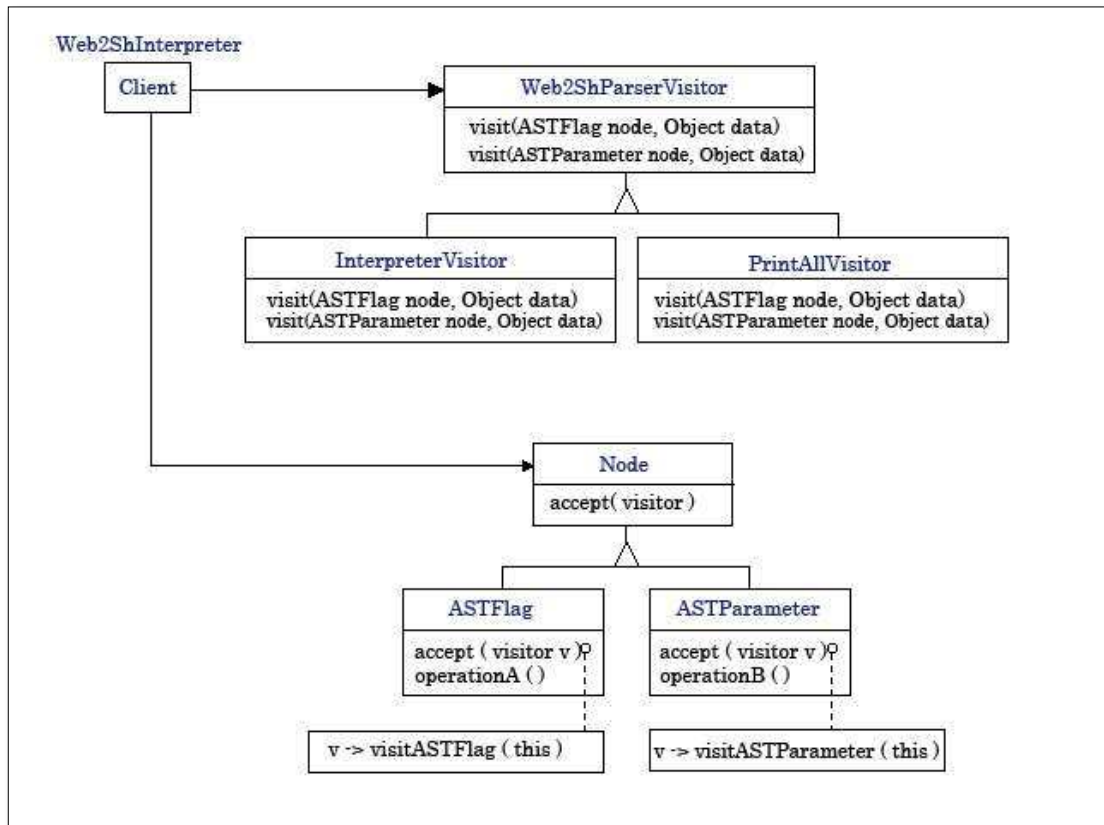 Web2ShInterpreter
Client
Web2ShParserVisitor
visit(ASTFlag node, Object data)
visit(ASTParameter node, Object data)
InterpreterVisitor
visit(ASTFlag node, Object data)
visit(ASTParameter node, Object data)
PrintAllVisitor
visit(ASTFlag node, Object data)
visit(ASTParameter node, Object data)
Node
accept( visitor )
ASTFlag
accept ( visitor v )
operationA ( )
ASTParameter
accept ( visitor v )
operationB ( )
v -> visitASTFlag ( this )
v -> visitASTParameter ( this )